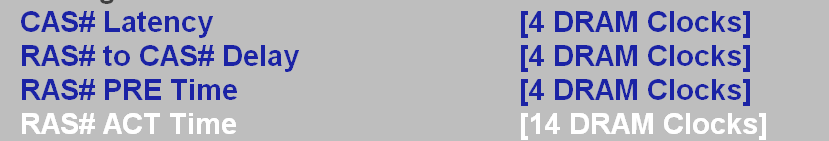 CAS# Latency [4 DRAM Clocks]
RAS# to CAS# Delay [4 DRAM Clocks]
RAS# PRE Time [4 DRAM Clocks]
RAS# ACT Time [14 DRAM Clocks]